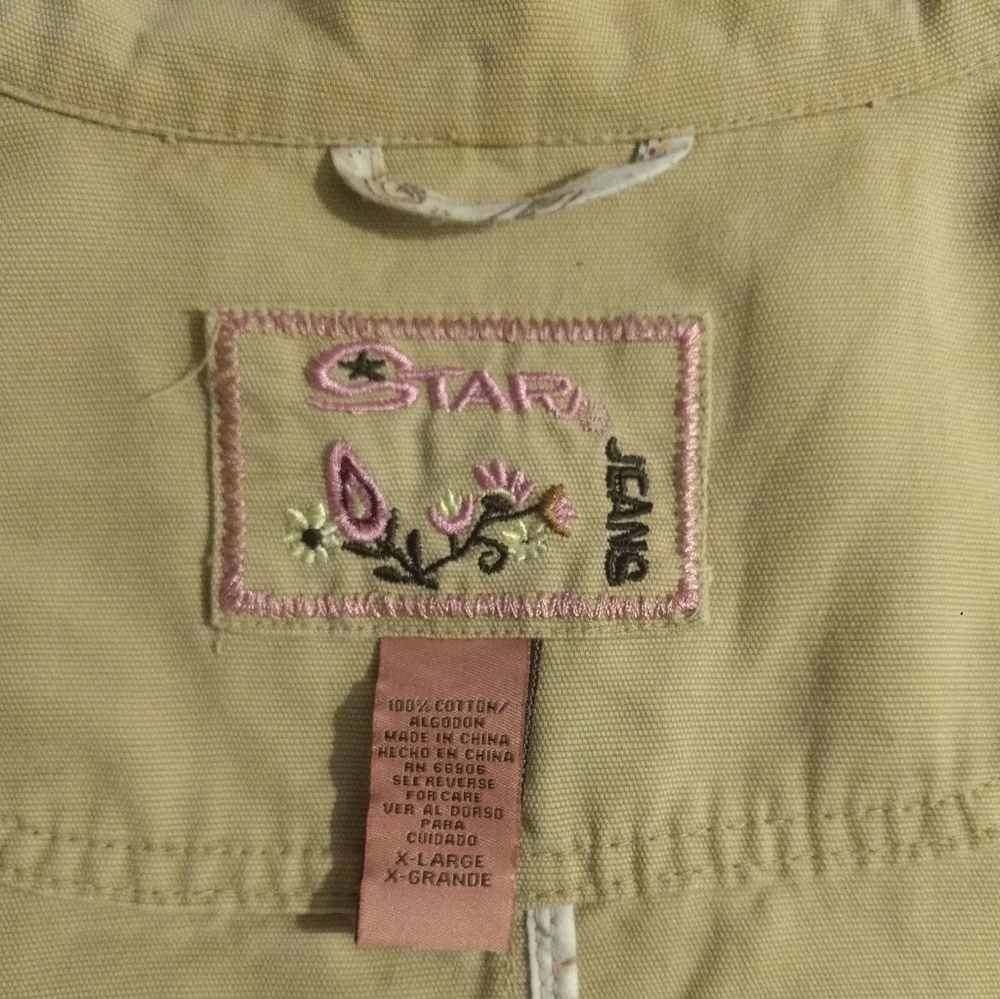 STAR
JEANS
100% COTTON/
ALGODON
MADE IN CHINA
HECHO EN CHINA
RN 66906
SEE REVERSE
FOR CARE
VER AL DORSO
PARA
CUIDADO
X-LARGE
X-GRANDE